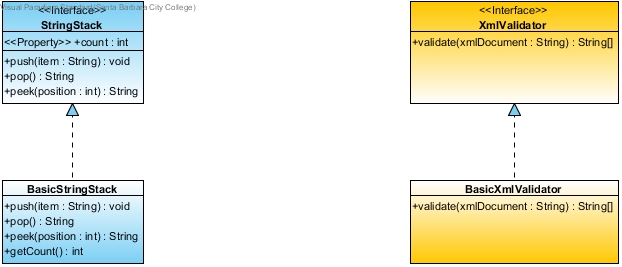 Visual Paradigm Standard(Santa Barbara City College)
<<Interface>>
StringStack
<<Property>> +count : int
+push(item : String) : void
+pop() : String
+peek(position : int) : String
BasicStringStack
+push(item : String) : void
+pop() : String
+peek(position : int) : String
+getCount() : int
<<Interface>>
XmlValidator
+validate(xmlDocument : String) : String[]
BasicXmlValidator
+validate(xmlDocument : String) : String[]